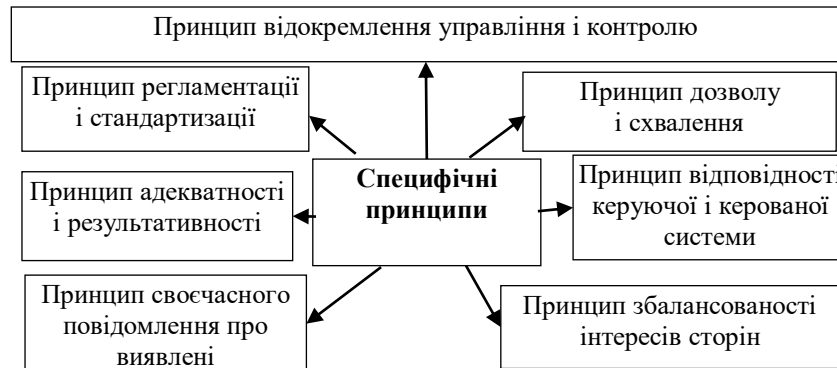 Принцип відокремлення управління і контролю
Принцип регламентації
і стандартизації
Принцип дозволу
і схвалення
Специфічні
принципи
Принцип адекватності
і результативності
Принцип відповідності
керуючої і керованої
системи
Принцип своєчасного
повідомлення про
виявлені
Принцип збалансованості
інтересів сторін